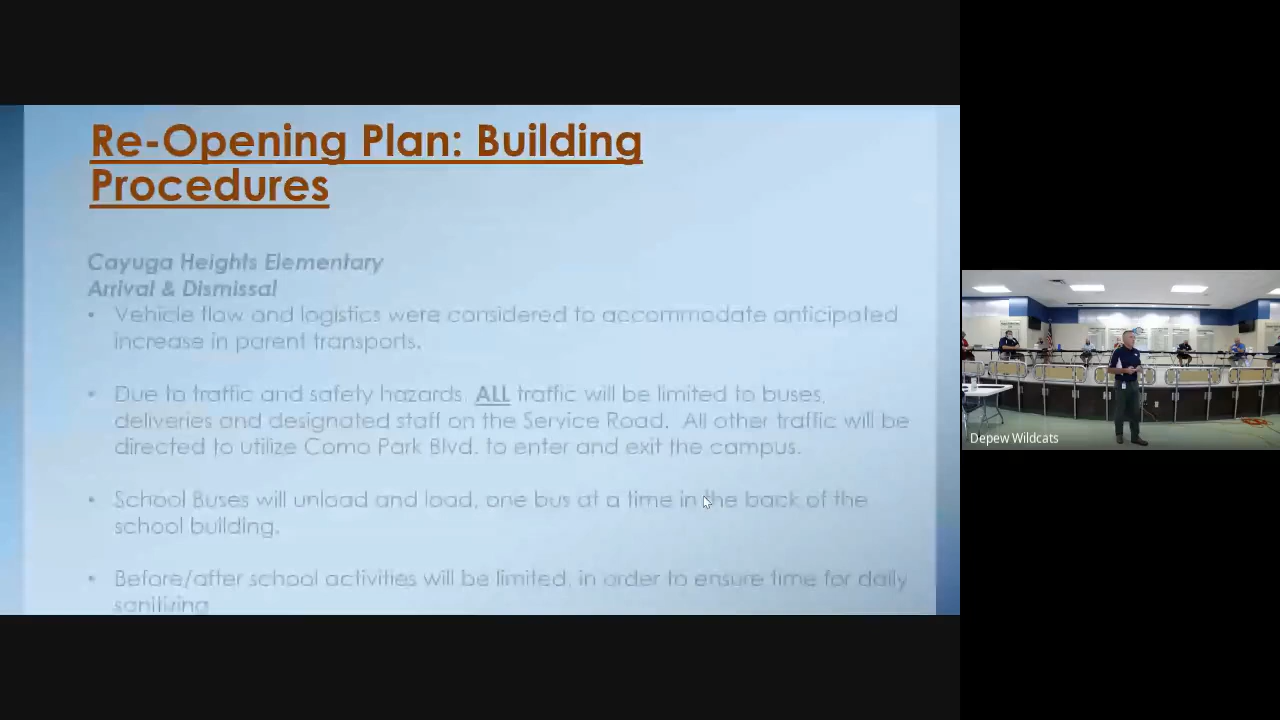 Re-Opening Plan: Building
Procedures
Cayuga Heights Elementary
Arrival & Dismissal
• Vehicle flow and logistics were considered to accommodate anticipated
increase in parent transports.
• Due to traffic and safety hazards, ALL traffic will be limited to buses,
deliveries and designated staff on the Service Road. All other traffic will be
directed to utilize Como Park Blvd. to enter and exit the campus.
• School Buses will unload and load, one bus at a time in the back of the
school building.
• Before/after school activities will be limited, in order to ensure time for daily
sanitizing
Depew Wildcats